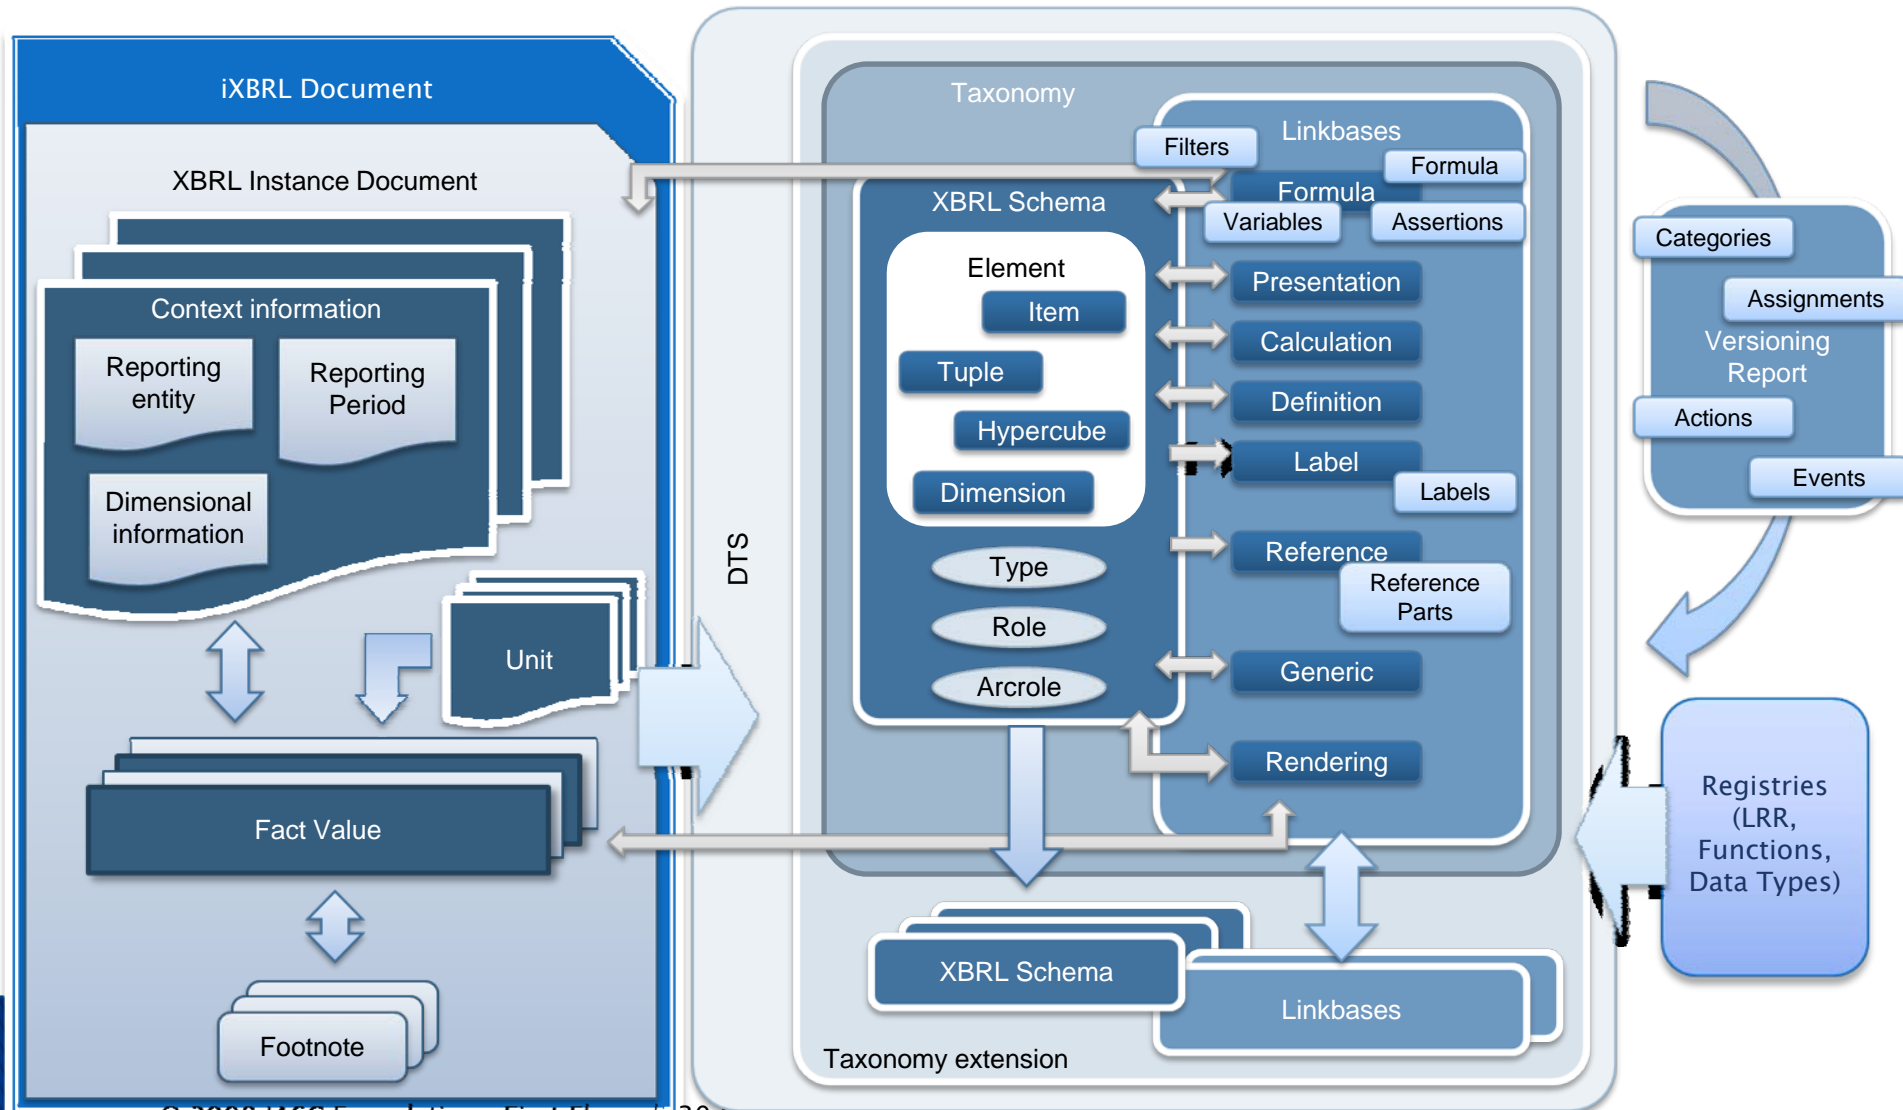 iXBRL Document
XBRL Instance Document
Context information
Reporting
entity
Reporting
Period
Dimensional
information
Unit
Fact Value
Footnote
DTS
Taxonomy
Linkbases
Filters
Formula
Formula
Variables
Assertions
XBRL Schema
Element
Item
Tuple
Hypercube
Dimension
Type
Role
Arcrole
Presentation
Calculation
Definition
Label
Labels
Reference
Reference
Parts
Generic
Rendering
XBRL Schema
Linkbases
Taxonomy extension
Categories
Assignments
Versioning
Report
Actions
Events
Registries
(LRR,
Functions,
Data Types)